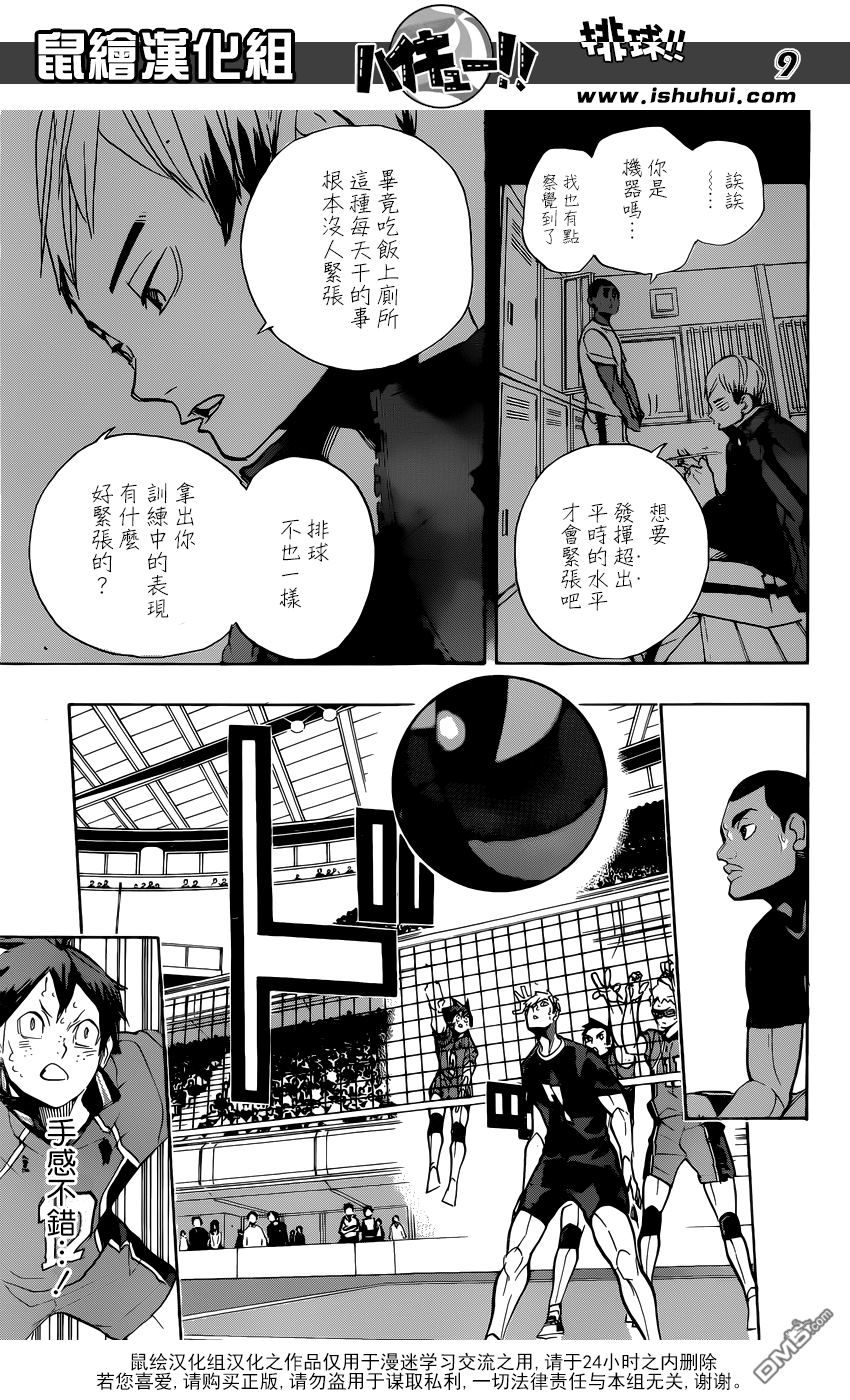 鼠繪漢化組
ハイキュー!!
排球!!
9
www.ishuhui.com
誒誒
~~~~~…
你是
機器嗎…
我也有點
察覺到了
想要
發揮超出
平時的水平
才會緊張吧
畢竟吃飯上廁所
這種每天干的事
根本沒人緊張
排球
不也一樣
拿出你
訓練中的表現
有什麼
好緊張的？
ド
手感不錯…！
鼠绘汉化组汉化之作品仅用于漫迷学习交流之用, 请于24小时之内删除
若您喜爱, 请购买正版, 请勿盗用于谋取私利, 一切法律责任与本组无关, 谢谢.
DM5.com